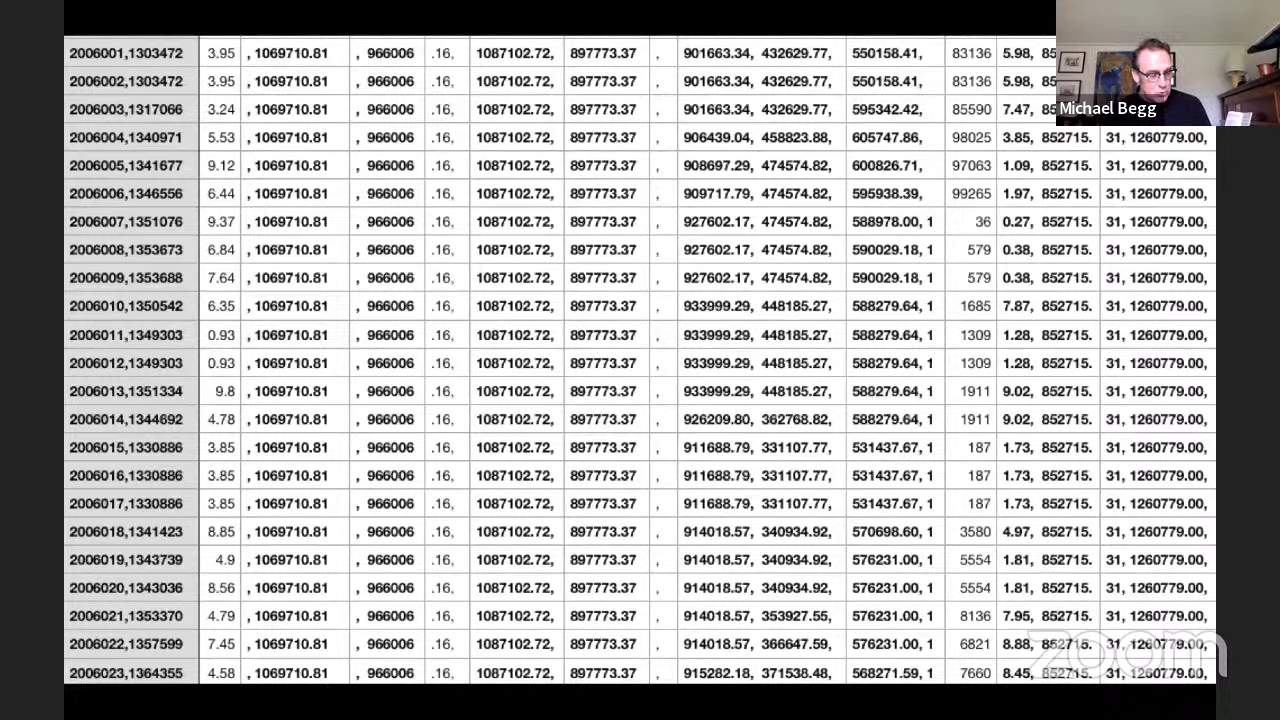 2006001,1303472 3.95 , 1069710.81 , 966006 .16, 1087102.72, 897773.37 , 901663.34, 432629.77, 550158.41, 83136 5.98, 85
2006002,1303472 3.95 , 1069710.81 , 966006 .16, 1087102.72, 897773.37 , 901663.34, 432629.77, 550158.41, 83136 5.98, 85
2006003,1317066 3.24 , 1069710.81 , 966006 .16, 1087102.72, 897773.37 , 901663.34, 432629.77, 595342.42, 85590 7.47, 85
Michael Begg
2006004,1340971 5.53 , 1069710.81 , 966006 .16, 1087102.72, 897773.37 , 906439.04, 458823.88, 605747.86, 98025 3.85, 852715. 31, 1260779.00,
2006005,1341677 9.12 , 1069710.81 , 966006 .16, 1087102.72, 897773.37 , 908697.29, 474574.82, 600826.71, 97063 1.09, 852715. 31, 1260779.00,
2006006,1346556 6.44 , 1069710.81 , 966006 .16, 1087102.72, 897773.37 , 909717.79, 474574.82, 595938.39, 99265 1.97, 852715. 31, 1260779.00,
2006007,1351076 9.37 , 1069710.81 , 966006 .16, 1087102.72, 897773.37 , 927602.17, 474574.82, 588978.00, 1 36 0.27, 852715. 31, 1260779.00,
2006008,1353673 6.84 , 1069710.81 , 966006 .16, 1087102.72, 897773.37 , 927602.17, 474574.82, 590029.18, 1 579 0.38, 852715. 31, 1260779.00,
2006009,1353688 7.64 , 1069710.81 , 966006 .16, 1087102.72, 897773.37 , 927602.17, 474574.82, 590029.18, 1 579 0.38, 852715. 31, 1260779.00,
2006010,1350542 6.35 , 1069710.81 , 966006 .16, 1087102.72, 897773.37 , 933999.29, 448185.27, 588279.64, 1 1685 7.87, 852715. 31, 1260779.00,
2006011,1349303 0.93 , 1069710.81 , 966006 .16, 1087102.72, 897773.37 , 933999.29, 448185.27, 588279.64, 1 1309 1.28, 852715. 31, 1260779.00,
2006012,1349303 0.93 , 1069710.81 , 966006 .16, 1087102.72, 897773.37 , 933999.29, 448185.27, 588279.64, 1 1309 1.28, 852715. 31, 1260779.00,
2006013,1351334 9.8 , 1069710.81 , 966006 .16, 1087102.72, 897773.37 , 933999.29, 448185.27, 588279.64, 1 1911 9.02, 852715. 31, 1260779.00,
2006014,1344692 4.78 , 1069710.81 , 966006 .16, 1087102.72, 897773.37 , 926209.80, 362768.82, 588279.64, 1 1911 9.02, 852715. 31, 1260779.00,
2006015,1330886 3.85 , 1069710.81 , 966006 .16, 1087102.72, 897773.37 , 911688.79, 331107.77, 531437.67, 1 187 1.73, 852715. 31, 1260779.00,
2006016,1330886 3.85 , 1069710.81 , 966006 .16, 1087102.72, 897773.37 , 911688.79, 331107.77, 531437.67, 1 187 1.73, 852715. 31, 1260779.00,
2006017,1330886 3.85 , 1069710.81 , 966006 .16, 1087102.72, 897773.37 , 911688.79, 331107.77, 531437.67, 1 187 1.73, 852715. 31, 1260779.00,
2006018,1341423 8.85 , 1069710.81 , 966006 .16, 1087102.72, 897773.37 , 914018.57, 340934.92, 570698.60, 1 3580 4.97, 852715. 31, 1260779.00,
2006019,1343739 4.9 , 1069710.81 , 966006 .16, 1087102.72, 897773.37 , 914018.57, 340934.92, 576231.00, 1 5554 1.81, 852715. 31, 1260779.00,
2006020,1343036 8.56 , 1069710.81 , 966006 .16, 1087102.72, 897773.37 , 914018.57, 340934.92, 576231.00, 1 5554 1.81, 852715. 31, 1260779.00,
2006021,1353370 4.79 , 1069710.81 , 966006 .16, 1087102.72, 897773.37 , 914018.57, 353927.55, 576231.00, 1 8136 7.95, 852715. 31, 1260779.00,
2006022,1357599 7.45 , 1069710.81 , 966006 .16, 1087102.72, 897773.37 , 914018.57, 366647.59, 576231.00, 1 6821 8.88, 852715. 31, 1260779.00,
2006023,1364355 4.58 , 1069710.81 , 966006 .16, 1087102.72, 897773.37 , 915282.18, 371538.48, 568271.59, 1 7660 8.45, 852715. 31, 1260779.00,
zoom